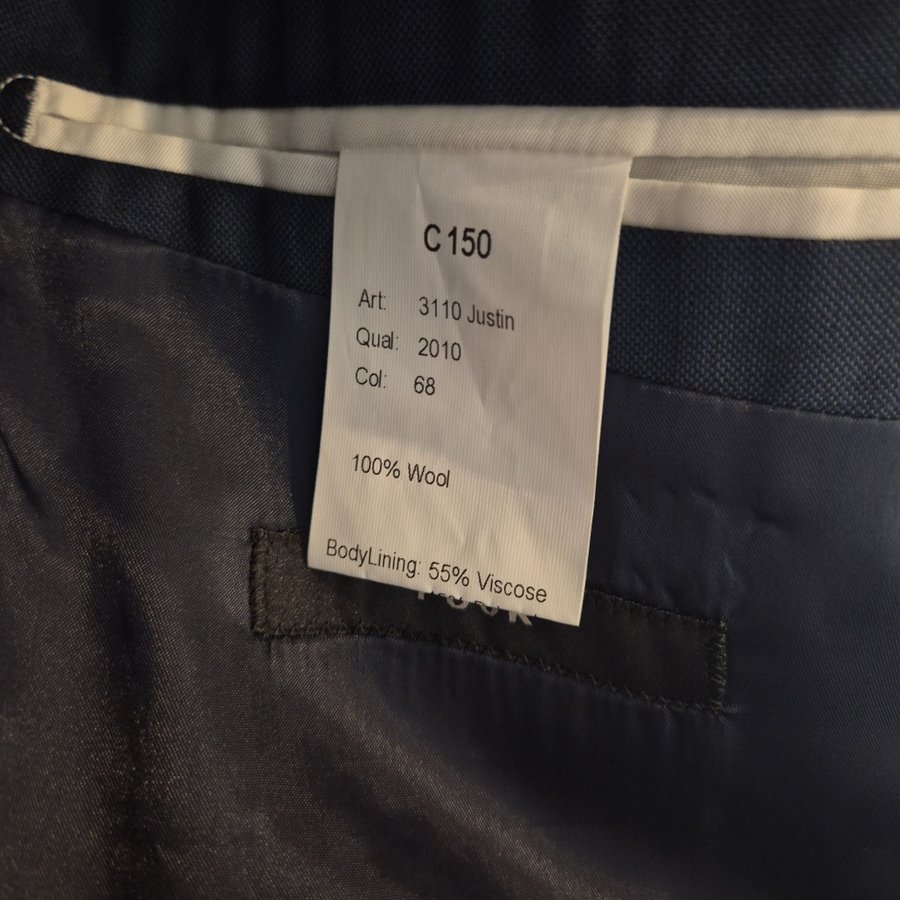 C 150
Art: 3110 Justin
Qual: 2010
Col: 68
100% Wool
BodyLining: 55% Viscose